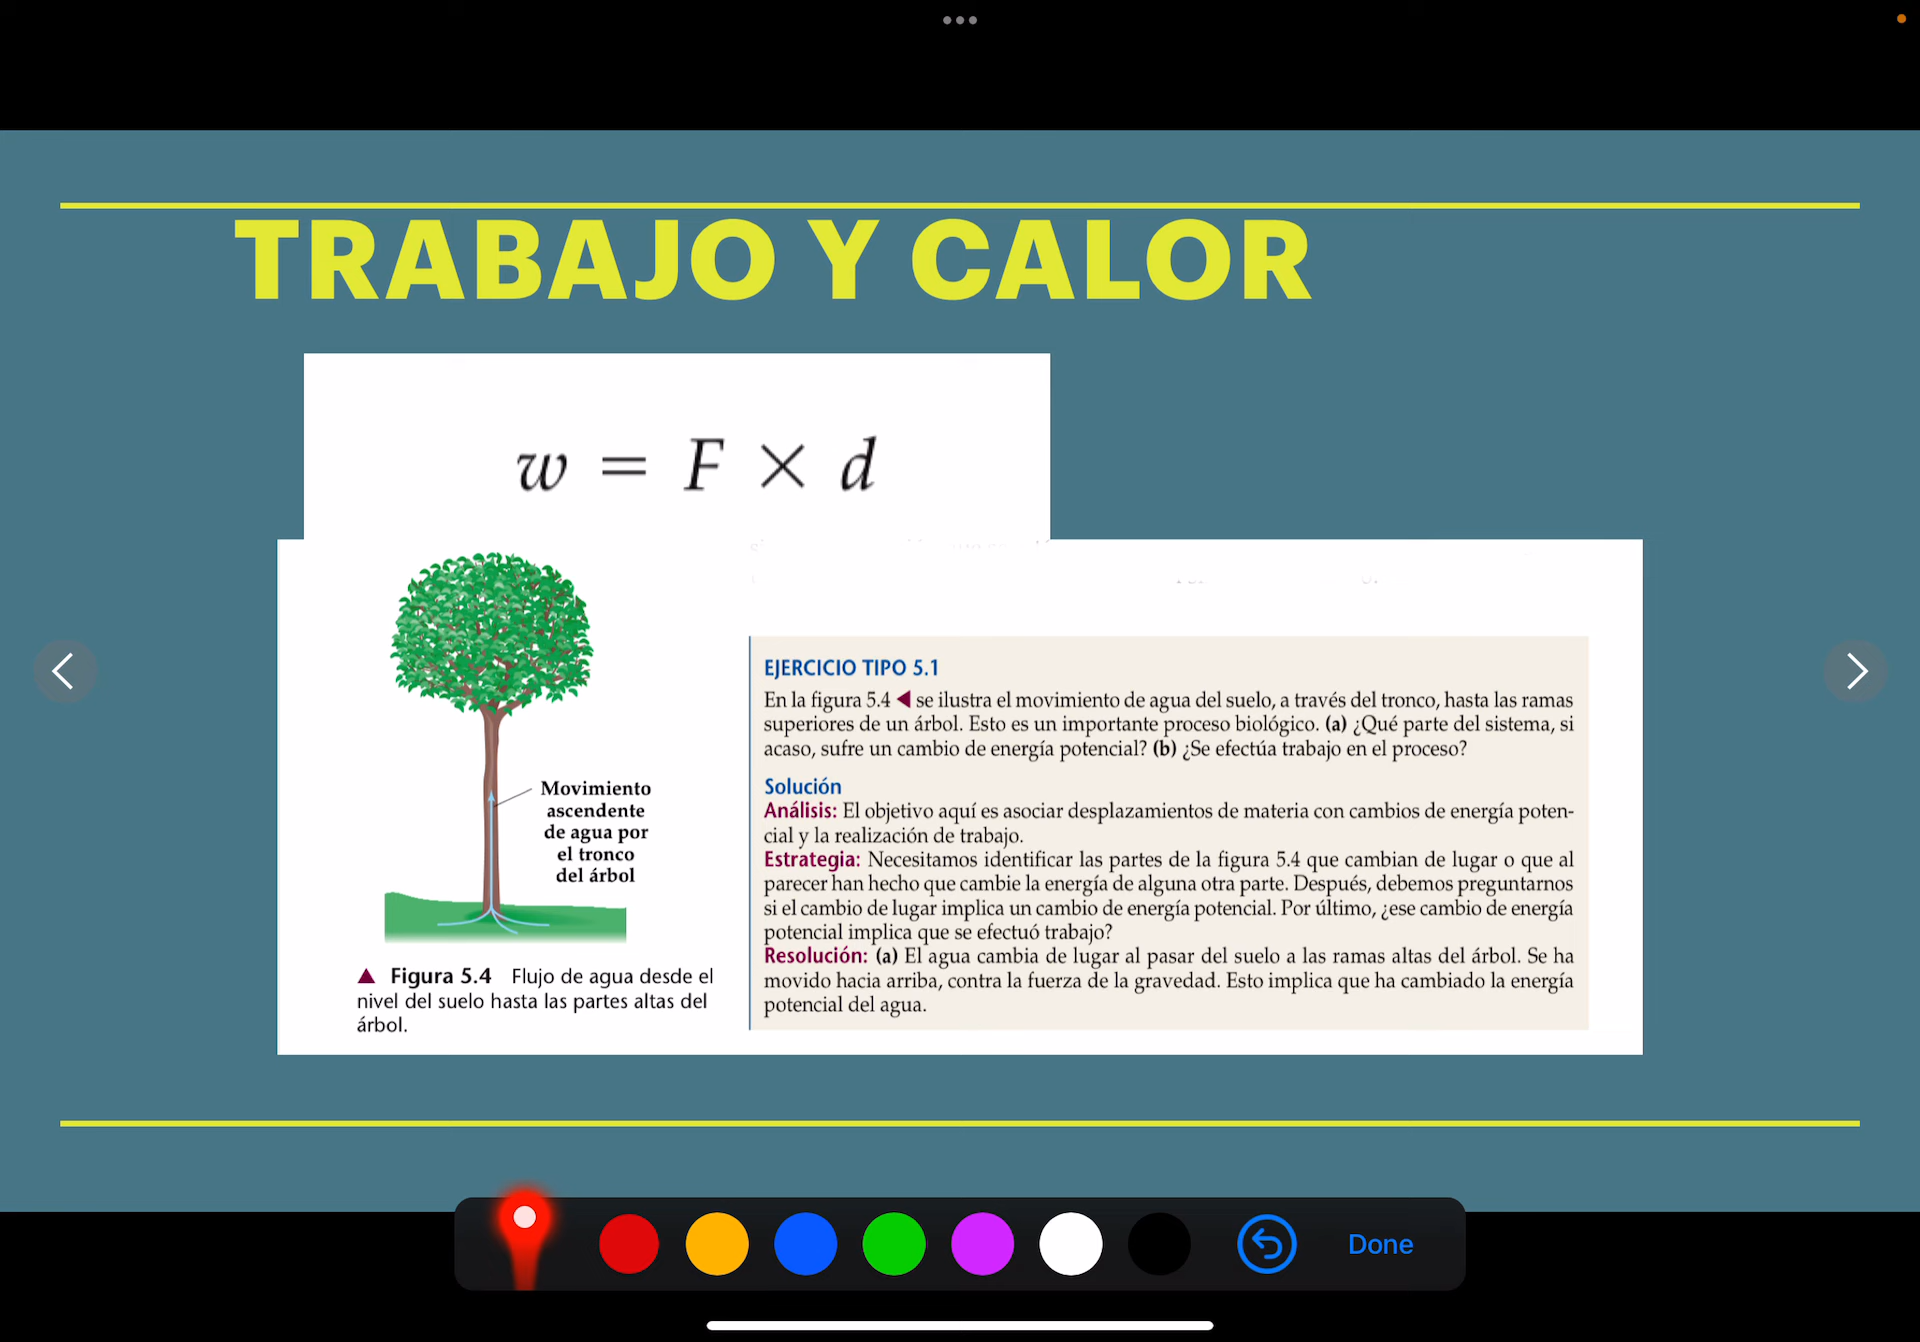 TRABAJO Y CALOR
w = F × d
Movimiento
ascendente
de agua por
el tronco
del árbol
▲ Figura 5.4 Flujo de agua desde el
nivel del suelo hasta las partes altas del
árbol.
EJERCICIO TIPO 5.1
En la figura 5.4 ◀ se ilustra el movimiento de agua del suelo, a través del tronco, hasta las ramas
superiores de un árbol. Esto es un importante proceso biológico. (a) ¿Qué parte del sistema, si
acaso, sufre un cambio de energía potencial? (b) ¿Se efectúa trabajo en el proceso?
Solución
Análisis: El objetivo aquí es asociar desplazamientos de materia con cambios de energía poten-
cial y la realización de trabajo.
Estrategia: Necesitamos identificar las partes de la figura 5.4 que cambian de lugar o que al
parecer han hecho que cambie la energía de alguna otra parte. Después, debemos preguntarnos
si el cambio de lugar implica un cambio de energía potencial. Por último, ¿ese cambio de energía
potencial implica que se efectuó trabajo?
Resolución: (a) El agua cambia de lugar al pasar del suelo a las ramas altas del árbol. Se ha
movido hacia arriba, contra la fuerza de la gravedad. Esto implica que ha cambiado la energía
potencial del agua.
Done